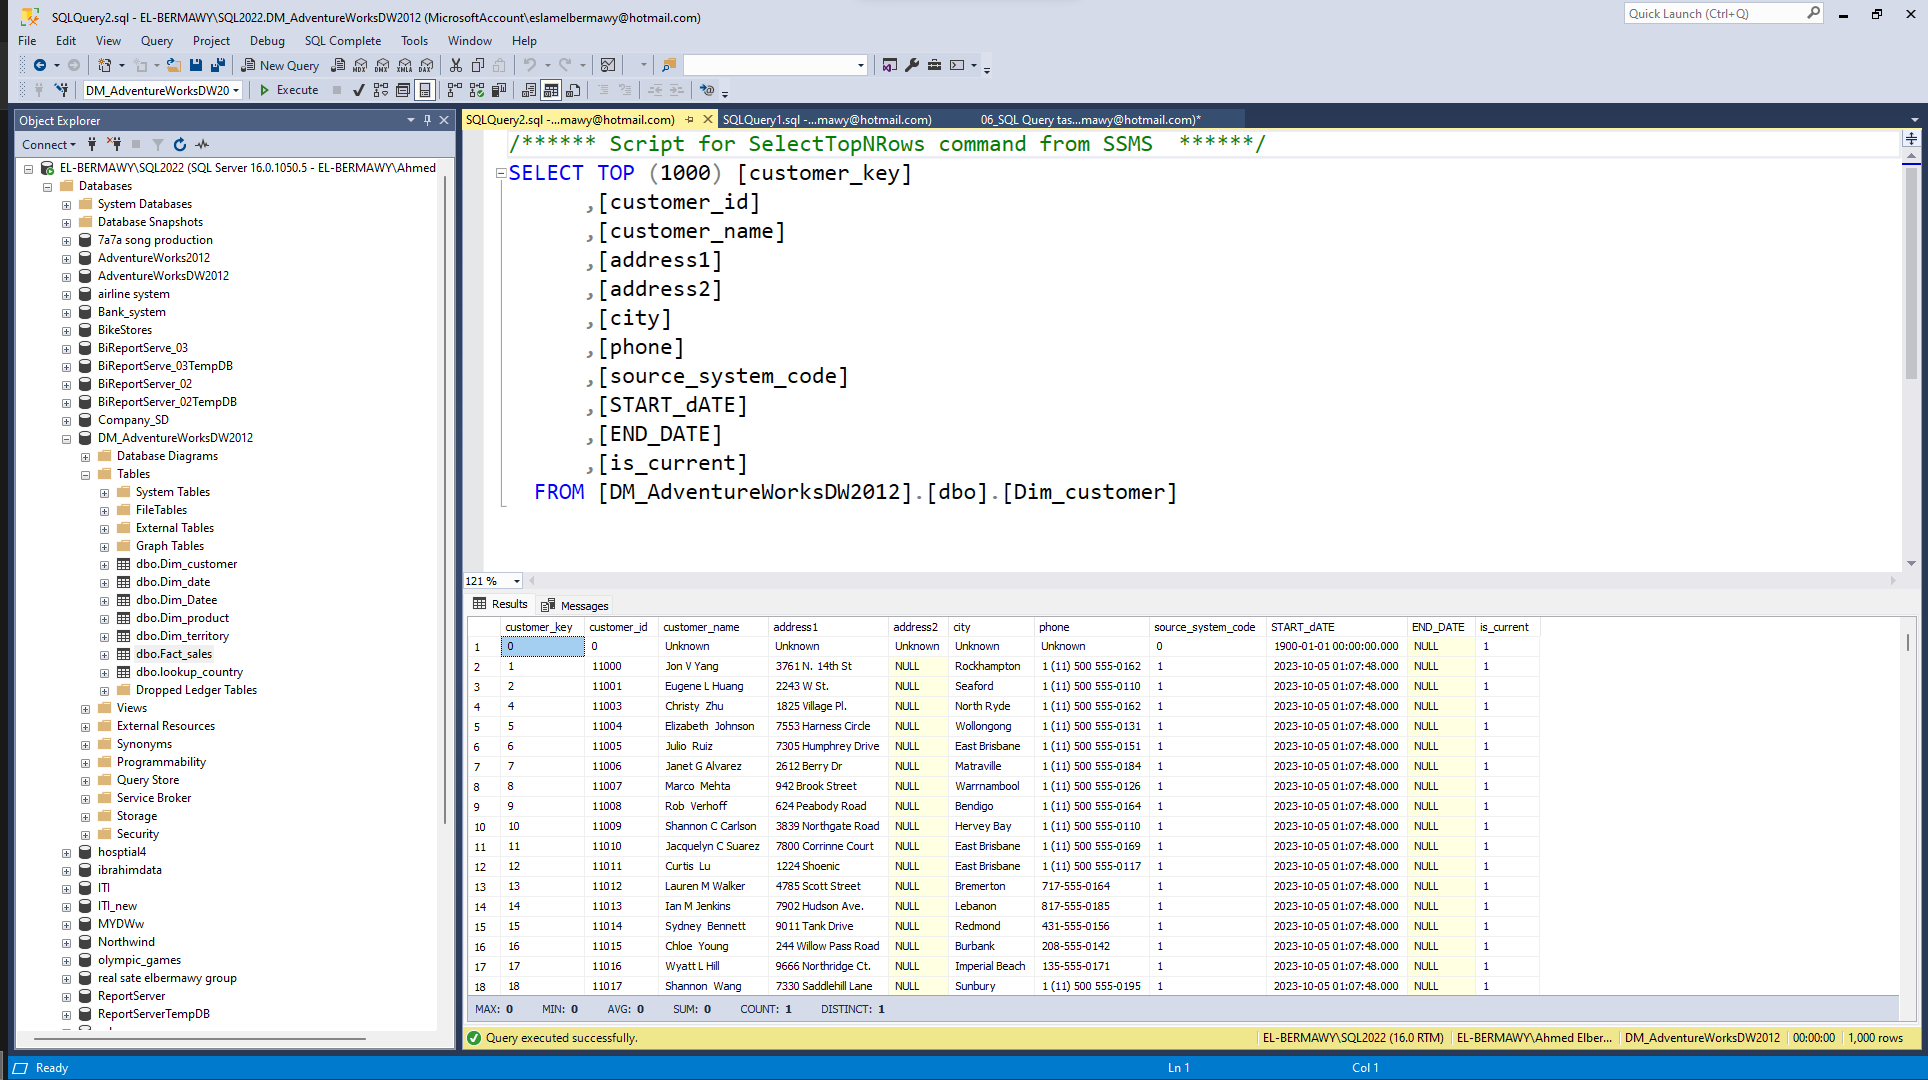 SQLQuery2.sql - EL-BERMAWY\SQL2022.DM_AdventureWorksDW2012 (MicrosoftAccount\eslamelbermawy@hotmail.com)
Quick Launch (Ctrl+Q)
File Edit View Query Project Debug SQL Complete Tools Window Help
New Query MDX DMX XMLA DAX
DM_AdventureWorksDW20 Execute
Object Explorer
Connect
EL-BERMAWY\SQL2022 (SQL Server 16.0.1050.5 - EL-BERMAWY\Ahmed
Databases
System Databases
Database Snapshots
7a7a song production
AdventureWorks2012
AdventureWorksDW2012
airline system
Bank_system
BikeStores
BiReportServe_03
BiReportServe_03TempDB
BiReportServer_02
BiReportServer_02TempDB
Company_SD
DM_AdventureWorksDW2012
Database Diagrams
Tables
System Tables
FileTables
External Tables
Graph Tables
dbo.Dim_customer
dbo.Dim_date
dbo.Dim_Datee
dbo.Dim_product
dbo.Dim_territory
dbo.Fact_sales
dbo.lookup_country
Dropped Ledger Tables
Views
External Resources
Synonyms
Programmability
Query Store
Service Broker
Storage
Security
hosptial4
ibrahimdata
ITI
ITI_new
MYDWw
Northwind
olympic_games
real sate elbermawy group
ReportServer
ReportServerTempDB
SQLQuery2.sql -...mawy@hotmail.com) SQLQuery1.sql -...mawy@hotmail.com) 06_SQL Query tas...mawy@hotmail.com)*
/****** Script for SelectTopNRows command from SSMS ******/
SELECT TOP (1000) [customer_key]
,[customer_id]
,[customer_name]
,[address1]
,[address2]
,[city]
,[phone]
,[source_system_code]
,[START_dATE]
,[END_DATE]
,[is_current]
FROM [DM_AdventureWorksDW2012].[dbo].[Dim_customer]
121 %
Results Messages
customer_key customer_id customer_name address1 address2 city phone source_system_code START_dATE END_DATE is_current
1 0 0 Unknown Unknown Unknown Unknown Unknown 0 1900-01-01 00:00:00.000 NULL 1
2 1 11000 Jon V Yang 3761 N. 14th St NULL Rockhampton 1 (11) 500 555-0162 1 2023-10-05 01:07:48.000 NULL 1
3 2 11001 Eugene L Huang 2243 W St. NULL Seaford 1 (11) 500 555-0110 1 2023-10-05 01:07:48.000 NULL 1
4 4 11003 Christy Zhu 1825 Village Pl. NULL North Ryde 1 (11) 500 555-0162 1 2023-10-05 01:07:48.000 NULL 1
5 5 11004 Elizabeth Johnson 7553 Harness Circle NULL Wollongong 1 (11) 500 555-0131 1 2023-10-05 01:07:48.000 NULL 1
6 6 11005 Julio Ruiz 7305 Humphrey Drive NULL East Brisbane 1 (11) 500 555-0151 1 2023-10-05 01:07:48.000 NULL 1
7 7 11006 Janet G Alvarez 2612 Berry Dr NULL Matraville 1 (11) 500 555-0184 1 2023-10-05 01:07:48.000 NULL 1
8 8 11007 Marco Mehta 942 Brook Street NULL Warrnambool 1 (11) 500 555-0126 1 2023-10-05 01:07:48.000 NULL 1
9 9 11008 Rob Verhoff 624 Peabody Road NULL Bendigo 1 (11) 500 555-0164 1 2023-10-05 01:07:48.000 NULL 1
10 10 11009 Shannon C Carlson 3839 Northgate Road NULL Hervey Bay 1 (11) 500 555-0110 1 2023-10-05 01:07:48.000 NULL 1
11 11 11010 Jacquelyn C Suarez 7800 Corrinne Court NULL East Brisbane 1 (11) 500 555-0169 1 2023-10-05 01:07:48.000 NULL 1
12 12 11011 Curtis Lu 1224 Shoenic NULL East Brisbane 1 (11) 500 555-0117 1 2023-10-05 01:07:48.000 NULL 1
13 13 11012 Lauren M Walker 4785 Scott Street NULL Bremerton 717-555-0164 1 2023-10-05 01:07:48.000 NULL 1
14 14 11013 Ian M Jenkins 7902 Hudson Ave. NULL Lebanon 817-555-0185 1 2023-10-05 01:07:48.000 NULL 1
15 15 11014 Sydney Bennett 9011 Tank Drive NULL Redmond 431-555-0156 1 2023-10-05 01:07:48.000 NULL 1
16 16 11015 Chloe Young 244 Willow Pass Road NULL Burbank 208-555-0142 1 2023-10-05 01:07:48.000 NULL 1
17 17 11016 Wyatt L Hill 9666 Northridge Ct. NULL Imperial Beach 135-555-0171 1 2023-10-05 01:07:48.000 NULL 1
18 18 11017 Shannon Wang 7330 Saddlehill Lane NULL Sunbury 1 (11) 500 555-0195 1 2023-10-05 01:07:48.000 NULL 1
MAX: 0 MIN: 0 AVG: 0 SUM: 0 COUNT: 1 DISTINCT: 1
Query executed successfully. EL-BERMAWY\SQL2022 (16.0 RTM) EL-BERMAWY\Ahmed Elber... DM_AdventureWorksDW2012 00:00:00 1,000 rows
Ready Ln 1 Col 1